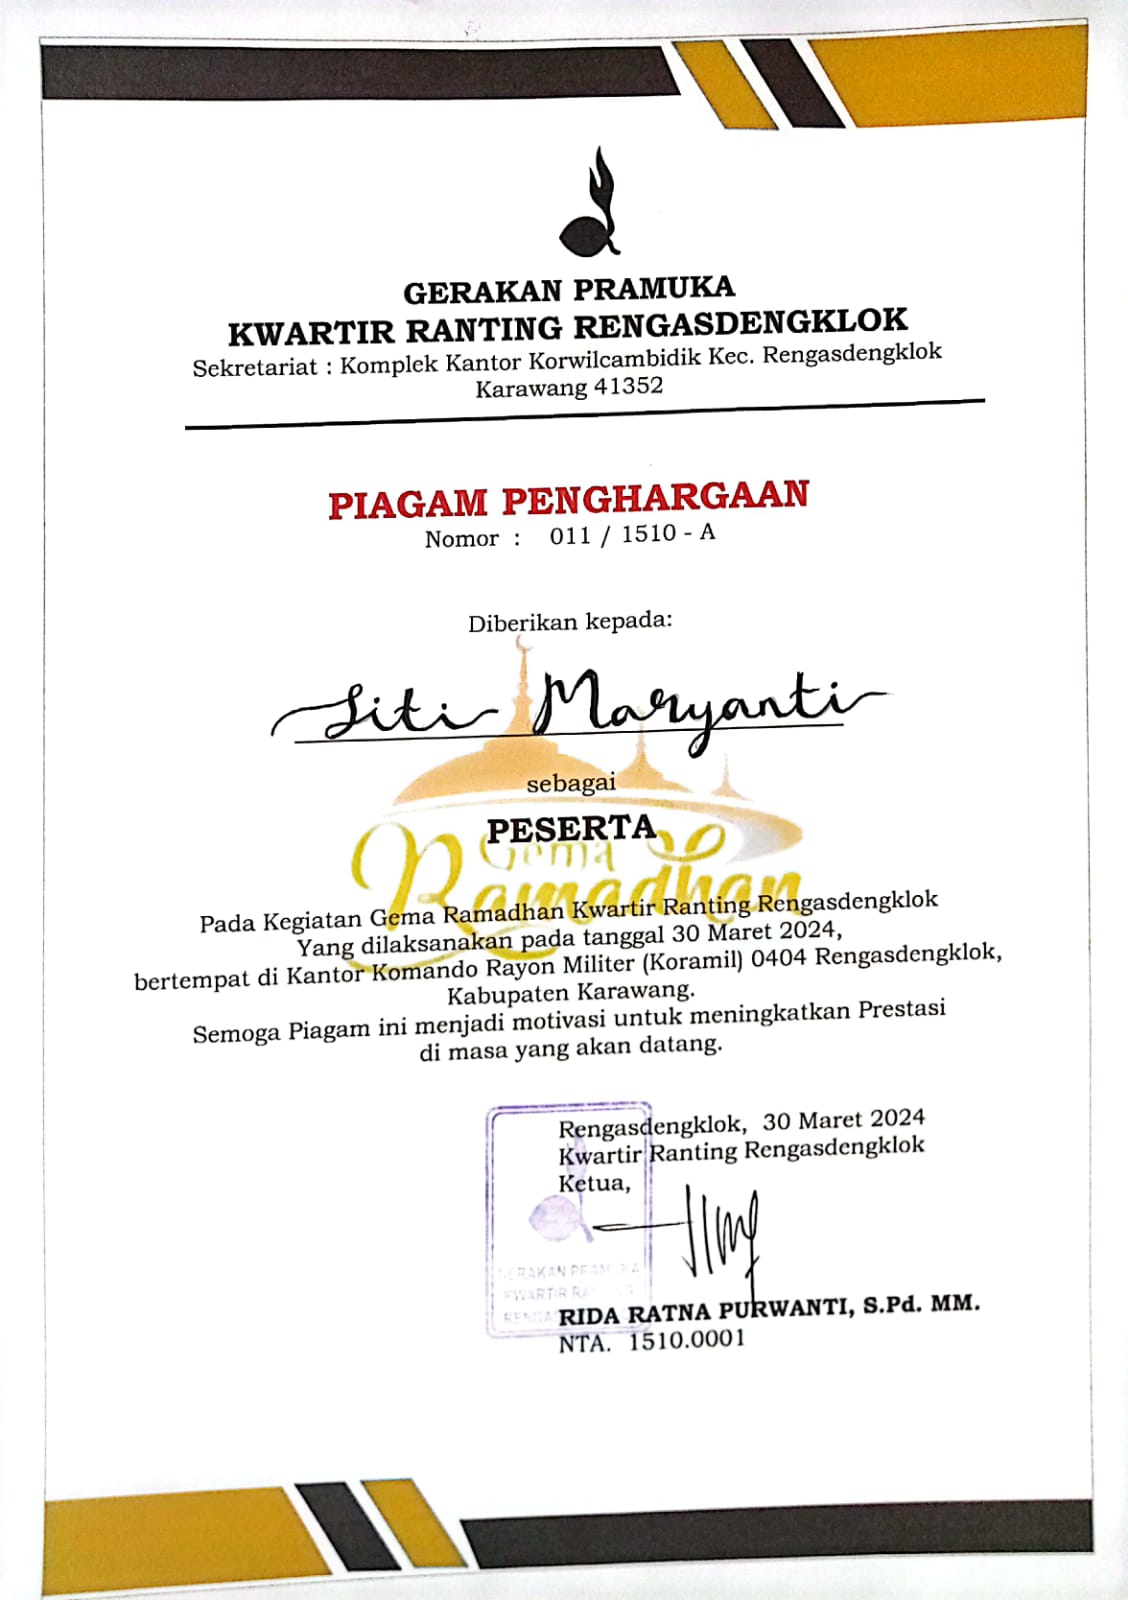 GERAKAN PRAMUKA
KWARTIR RANTING RENGASDENGKLOK
Sekretariat : Komplek Kantor Korwilcambidik Kec. Rengasdengklok
Karawang 41352
PIAGAM PENGHARGAAN
Nomor : 011 / 1510 - A
Diberikan kepada:
Siti Maryanti
sebagai
PESERTA
Gema
Ramadhan
Pada Kegiatan Gema Ramadhan Kwartir Ranting Rengasdengklok
Yang dilaksanakan pada tanggal 30 Maret 2024,
bertempat di Kantor Komando Rayon Militer (Koramil) 0404 Rengasdengklok,
Kabupaten Karawang.
Semoga Piagam ini menjadi motivasi untuk meningkatkan Prestasi
di masa yang akan datang.
Rengasdengklok, 30 Maret 2024
Kwartir Ranting Rengasdengklok
Ketua,
GERAKAN PRAMUKA
KWARTIR
RIDA RATNA PURWANTI, S.Pd. MM.
NTA. 1510.0001